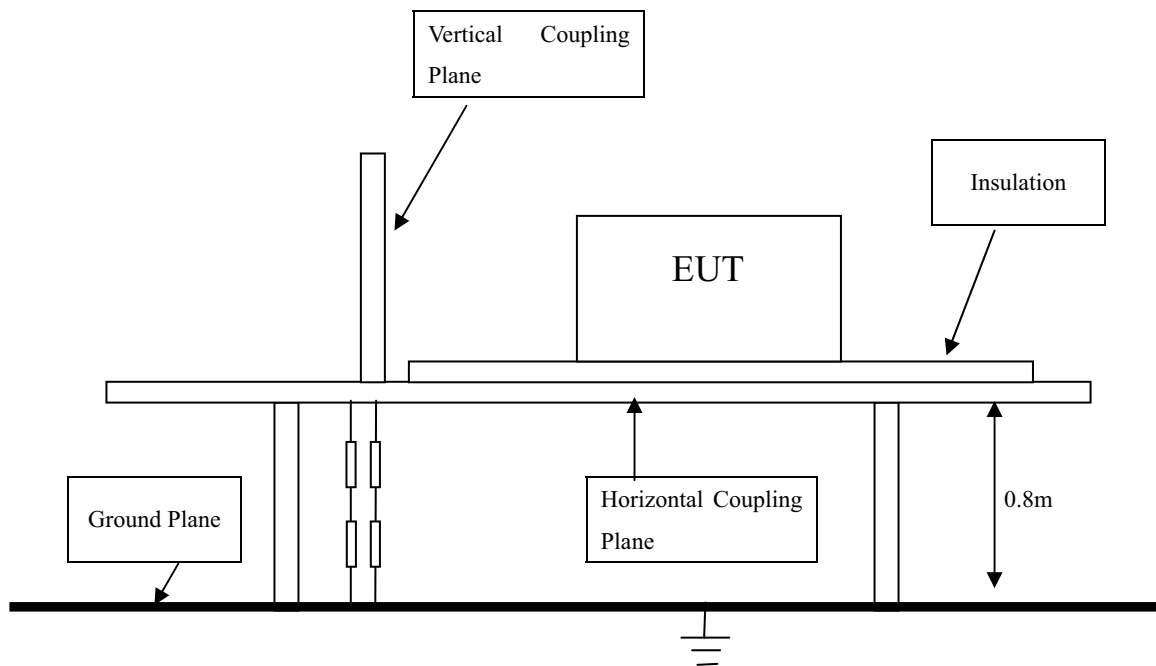 Vertical Coupling
Plane
Insulation
EUT
Ground Plane
Horizontal Coupling
Plane
0.8m